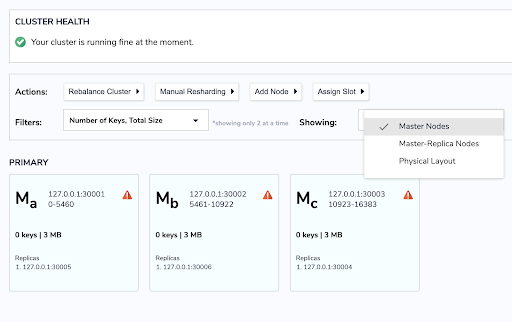 CLUSTER HEALTH
Your cluster is running fine at the moment.
Actions: Rebalance Cluster Manual Resharding Add Node Assign Slot
Filters: Number of Keys, Total Size *showing only 2 at a time Showing:
Master Nodes
Master-Replica Nodes
Physical Layout
PRIMARY
Ma 127.0.0.1:30001
0-5460
0 keys | 3 MB
Replicas
1. 127.0.0.1:30005
Mb 127.0.0.1:30002
5461-10922
0 keys | 3 MB
Replicas
1. 127.0.0.1:30006
Mc 127.0.0.1:30003
10923-16383
0 keys | 3 MB
Replicas
1. 127.0.0.1:30004